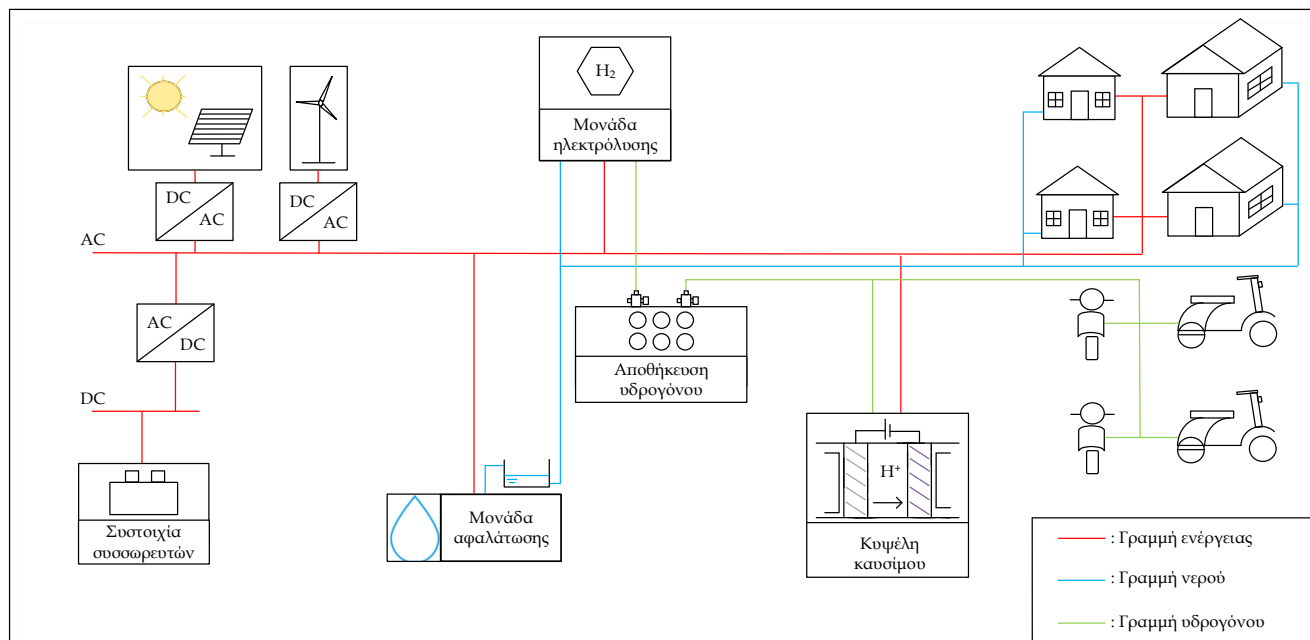 H₂
Μονάδα
ηλεκτρόλυσης
DC
AC
DC
AC
AC
AC
DC
DC
Αποθήκευση
υδρογόνου
H⁺
Συστοιχία
συσσωρευτών
Μονάδα
αφαλάτωσης
Κυψέλη
καυσίμου
: Γραμμή ενέργειας
: Γραμμή νερού
: Γραμμή υδρογόνου